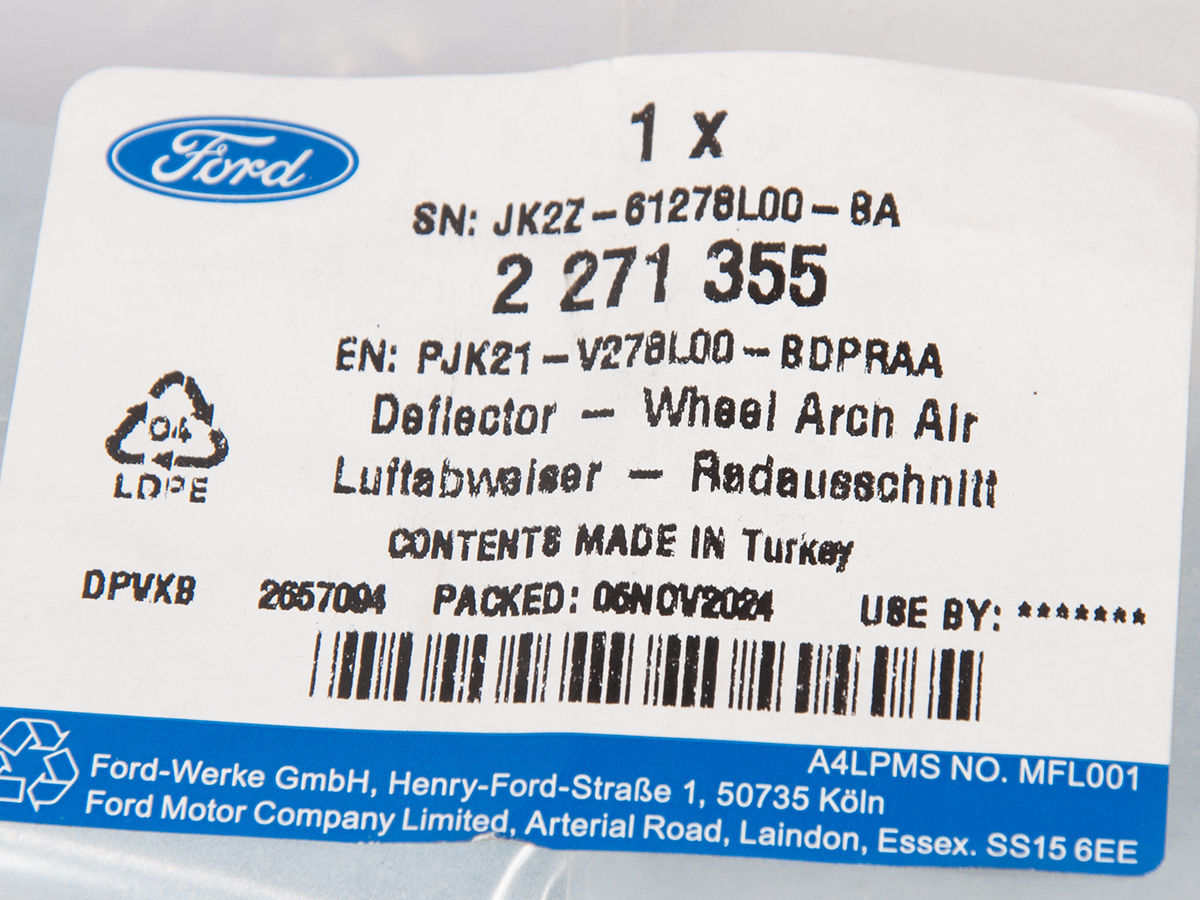 Ford
1 x
SN: JK2Z-61278L00-BA
2 271 355
EN: PJK21-V278L00-BDPRAA
Deflector - Wheel Arch Air
Luftabweiser - Radausschnitt
04
LDPE
CONTENTS MADE IN Turkey
DPVXB 2657094 PACKED: 05NOV2024 USE BY: *******
A4LPMS NO. MFL001
Ford-Werke GmbH, Henry-Ford-Straße 1, 50735 Köln
Ford Motor Company Limited, Arterial Road, Laindon, Essex. SS15 6EE